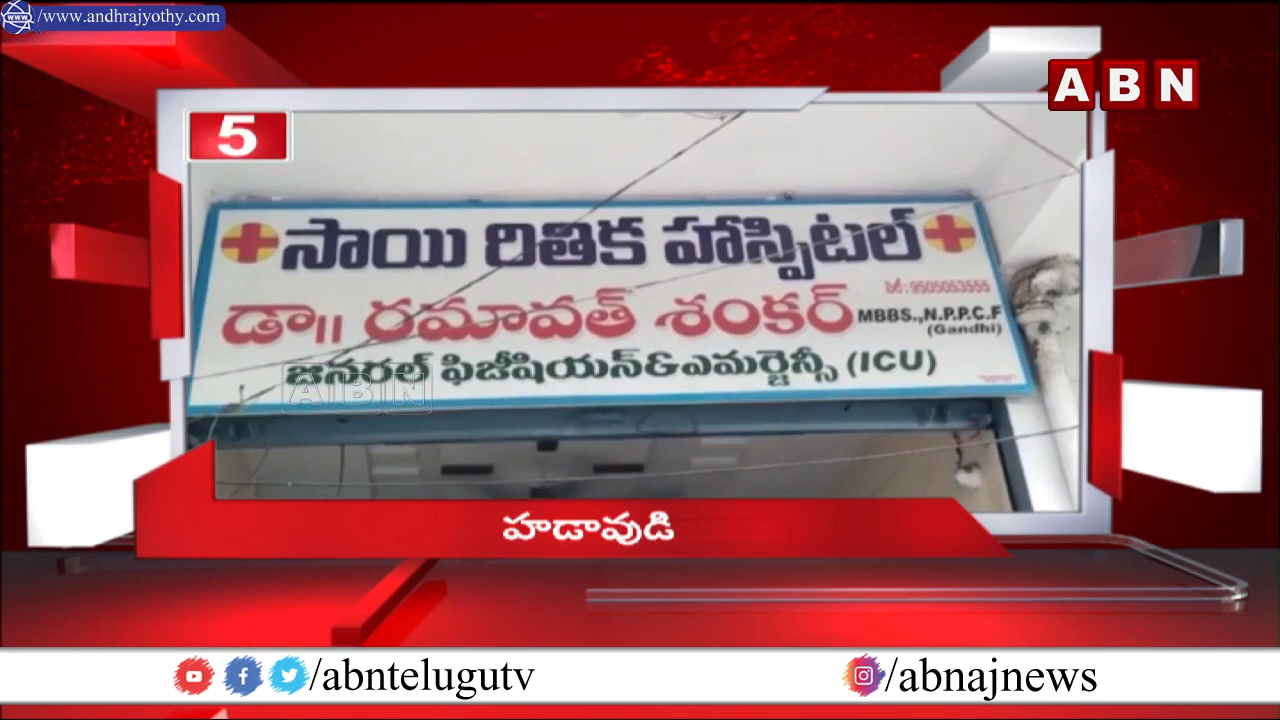 /www.andhrajyothy.com
ABN
5
సాయి రితిక హాస్పిటల్
సెల్ : 9505053555
డా|| రమావత్ శంకర్ MBBS.,N.P.P.C.F
(Gandhi)
జనరల్ ఫిజీషియన్ & ఎమర్జెన్సీ (ICU)
ABN
హడావుడి
/abntelugutv
/abnajnews